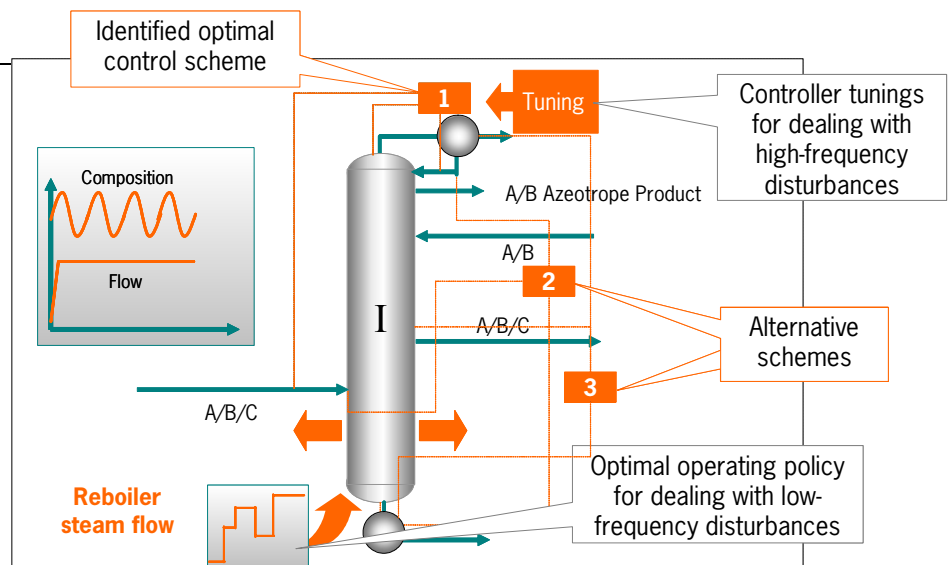 Identified optimal
control scheme
1
Tuning
Controller tunings
for dealing with
high-frequency
disturbances
Composition
Flow
A/B Azeotrope Product
A/B
2
I
A/B/C
Alternative
schemes
3
A/B/C
Optimal operating policy
for dealing with low-
frequency disturbances
Reboiler
steam flow